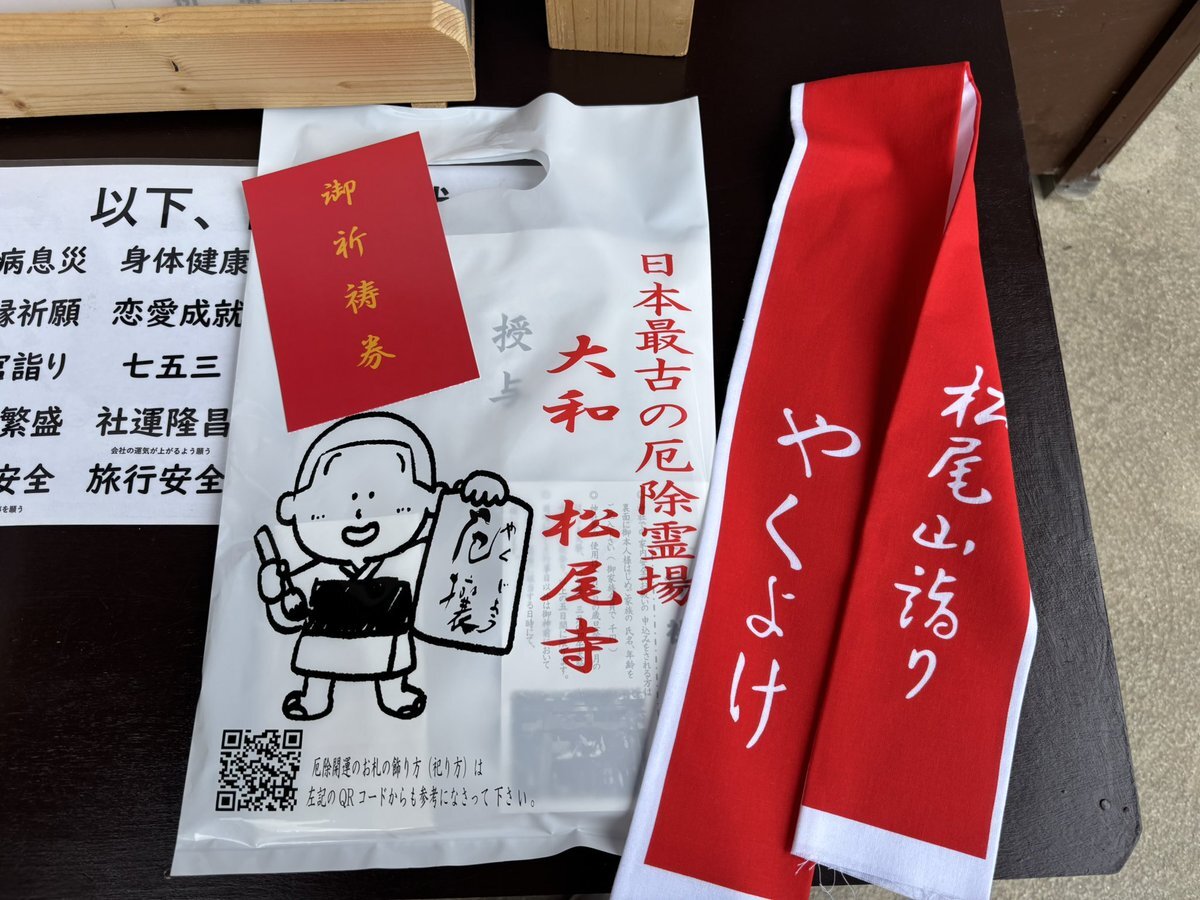 以下、
病息災 身体健康
縁祈願 恋愛成就
宮詣り 七五三
繁盛 社運隆昌
会社の運気が上がるよう願う
安全 旅行安全
を願う
御祈祷券
授与
日本最古の厄除霊場
大和 松尾寺
やくじょう
厄攘
厄除開運のお札の飾り方（祀り方）は
左記のQRコードからも参考になさって下さい。
やくよけ
松尾山詣り